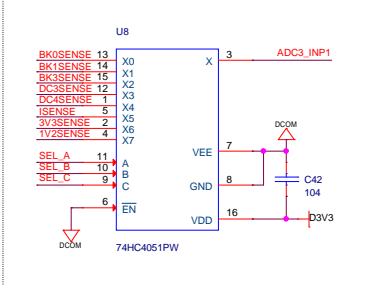 U8
BK0SENSE 13 X0 X 3 ADC3_INP1
BK1SENSE 14 X1
BK3SENSE 15 X2
DC3SENSE 12 X3
DC4SENSE 1 X4
ISENSE 5 X5
3V3SENSE 2 X6
1V2SENSE 4 X7
DCOM
VEE 7
SEL_A 11 A
SEL_B 10 B
SEL_C 9 C
GND 8
C42
104
6 EN
VDD 16 D3V3
DCOM
74HC4051PW